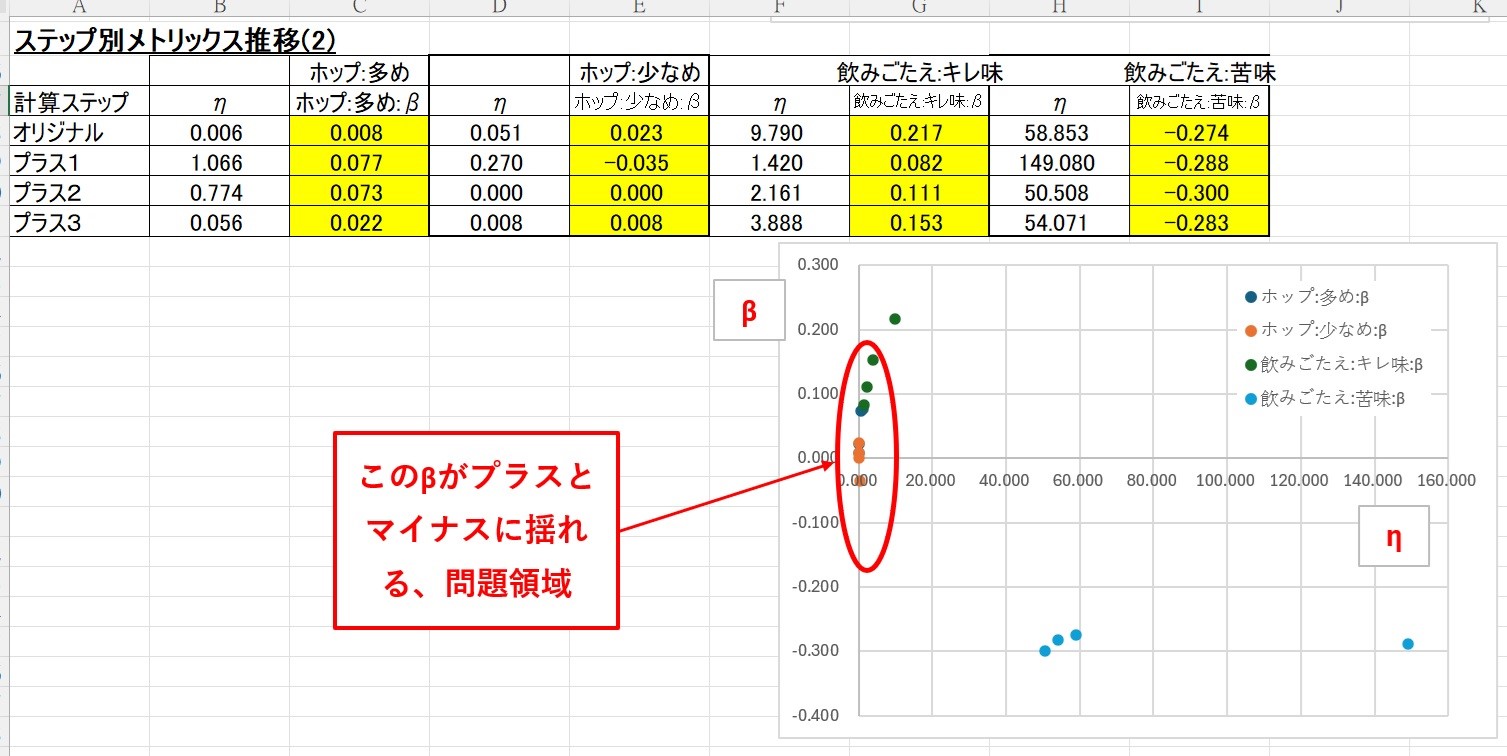 A B C D E F G H I J K
ステップ別メトリックス推移(2)
ホップ:多め ホップ:少なめ 飲みごたえ:キレ味 飲みごたえ:苦味
計算ステップ η ホップ:多め:β η ホップ:少なめ:β η 飲みごたえ:キレ味:β η 飲みごたえ:苦味:β
オリジナル 0.006 0.008 0.051 0.023 9.790 0.217 58.853 −0.274
プラス1 1.066 0.077 0.270 −0.035 1.420 0.082 149.080 −0.288
プラス2 0.774 0.073 0.000 0.000 2.161 0.111 50.508 −0.300
プラス3 0.056 0.022 0.008 0.008 3.888 0.153 54.071 −0.283
0.300
0.200
0.100
0.000
-0.100
-0.200
-0.300
-0.400
0.000 20.000 40.000 60.000 80.000 100.000 120.000 140.000 160.000
β
η
ホップ:多め:β
ホップ:少なめ:β
飲みごたえ:キレ味:β
飲みごたえ:苦味:β
このβがプラスと
マイナスに揺れ
る、問題領域